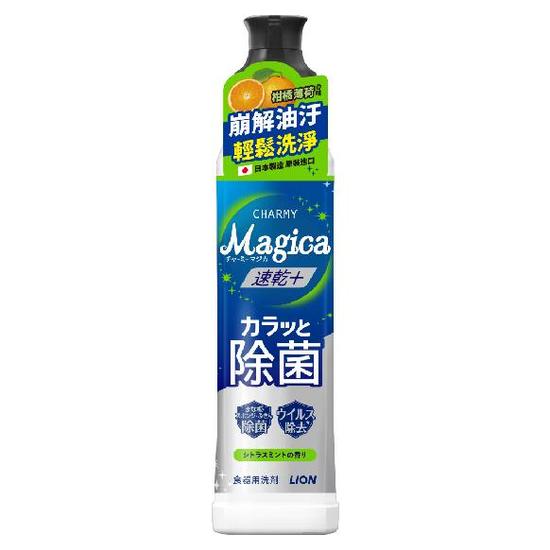 柑橘薄荷
崩解油汙
輕鬆洗淨
日本製造 原裝進口
CHARMY
Magica
チャーミーマジカ
速乾＋
カラッと
除菌
除菌
ウイルス
除去
シトラスミントの香り
食器用洗剤 LION